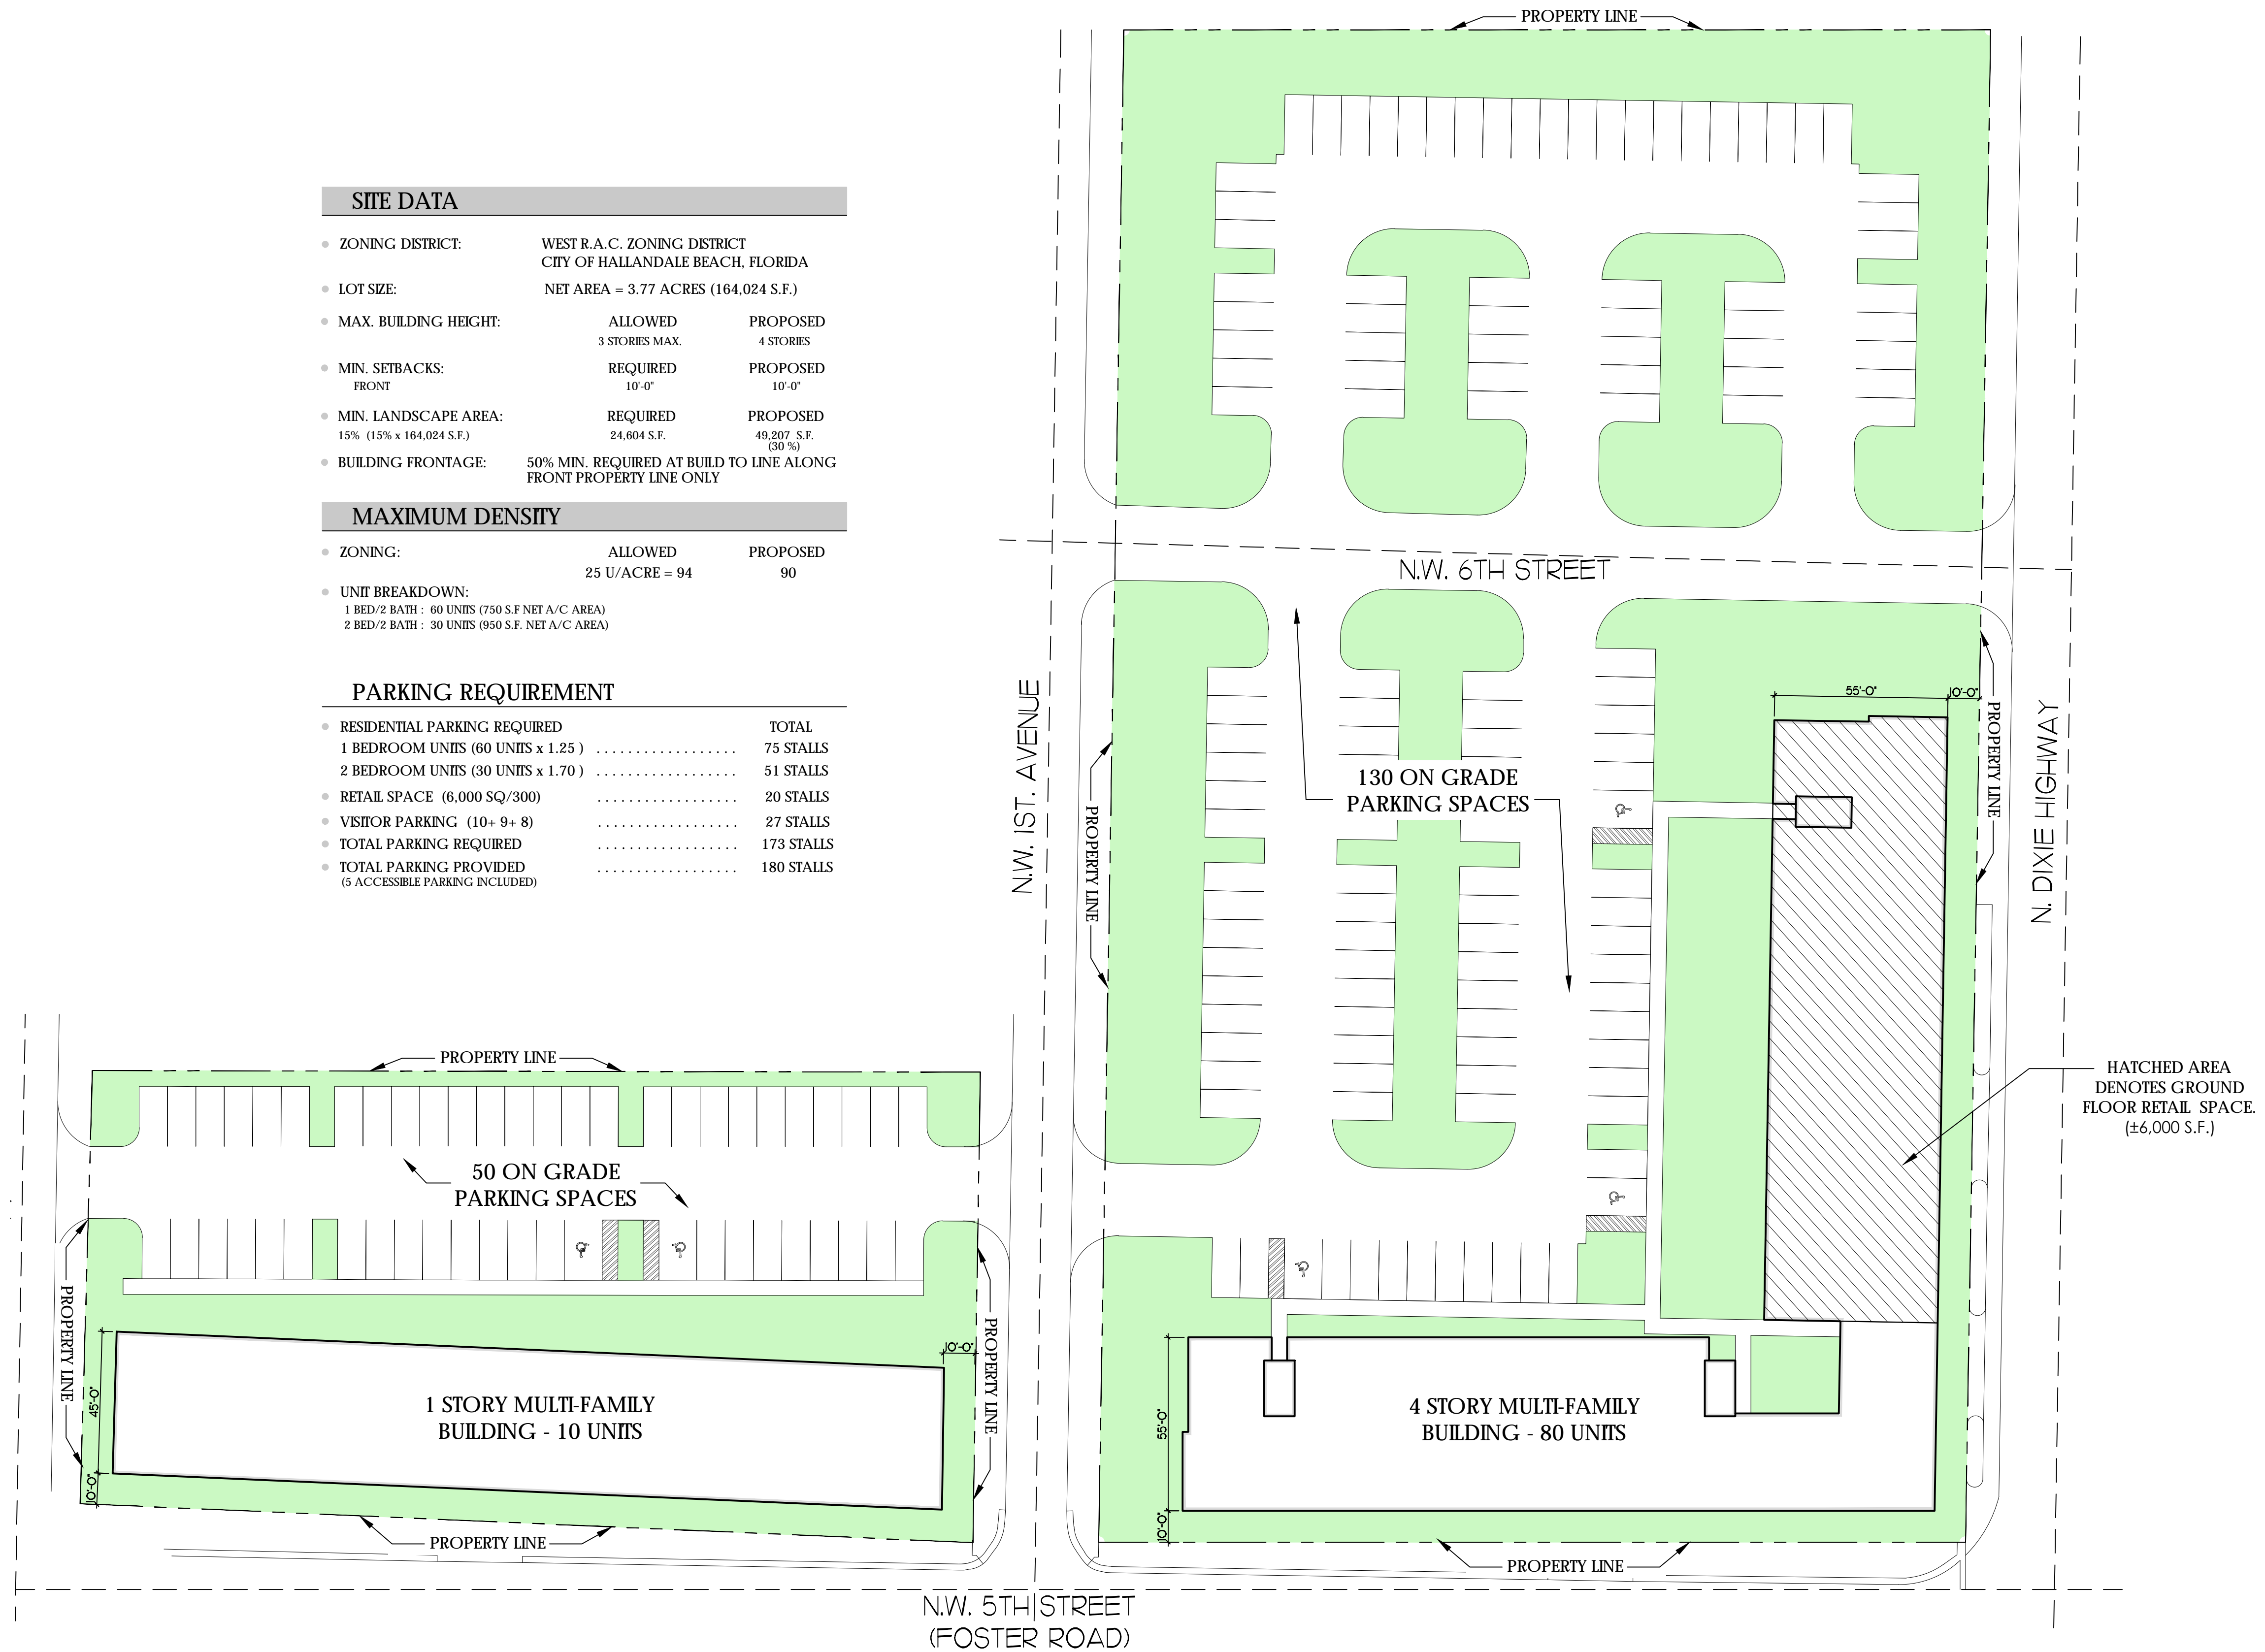 PROPERTY LINE
SITE DATA
ZONING DISTRICT: WEST R.A.C. ZONING DISTRICT
CITY OF HALLANDALE BEACH, FLORIDA
LOT SIZE: NET AREA = 3.77 ACRES (164,024 S.F.)
MAX. BUILDING HEIGHT: ALLOWED PROPOSED
3 STORIES MAX. 4 STORIES
MIN. SETBACKS: REQUIRED PROPOSED
FRONT 10'-0" 10'-0"
MIN. LANDSCAPE AREA: REQUIRED PROPOSED
15% (15% x 164,024 S.F.) 24,604 S.F. 49,207 S.F.
(30 %)
BUILDING FRONTAGE: 50% MIN. REQUIRED AT BUILD TO LINE ALONG
FRONT PROPERTY LINE ONLY
MAXIMUM DENSITY
ZONING: ALLOWED PROPOSED
25 U/ACRE = 94 90
UNIT BREAKDOWN:
1 BED/2 BATH : 60 UNITS (750 S.F NET A/C AREA)
2 BED/2 BATH : 30 UNITS (950 S.F. NET A/C AREA)
PARKING REQUIREMENT
RESIDENTIAL PARKING REQUIRED TOTAL
1 BEDROOM UNITS (60 UNITS x 1.25 ) . . . . . . . . . . . . . . . . . . 75 STALLS
2 BEDROOM UNITS (30 UNITS x 1.70 ) . . . . . . . . . . . . . . . . . . 51 STALLS
RETAIL SPACE (6,000 SQ/300) . . . . . . . . . . . . . . . . . . 20 STALLS
VISITOR PARKING (10+ 9+ 8) . . . . . . . . . . . . . . . . . . 27 STALLS
TOTAL PARKING REQUIRED . . . . . . . . . . . . . . . . . . 173 STALLS
TOTAL PARKING PROVIDED . . . . . . . . . . . . . . . . . . 180 STALLS
(5 ACCESSIBLE PARKING INCLUDED)
N.W. 6TH STREET
N.W. 1ST. AVENUE
PROPERTY LINE
130 ON GRADE
PARKING SPACES
55'-0"
10'-0"
PROPERTY LINE
N. DIXIE HIGHWAY
HATCHED AREA
DENOTES GROUND
FLOOR RETAIL SPACE.
(±6,000 S.F.)
PROPERTY LINE
50 ON GRADE
PARKING SPACES
PROPERTY LINE
45'-0"
10'-0"
10'-0"
PROPERTY LINE
1 STORY MULTI-FAMILY
BUILDING - 10 UNITS
PROPERTY LINE
55'-0"
10'-0"
4 STORY MULTI-FAMILY
BUILDING - 80 UNITS
PROPERTY LINE
N.W. 5TH STREET
(FOSTER ROAD)